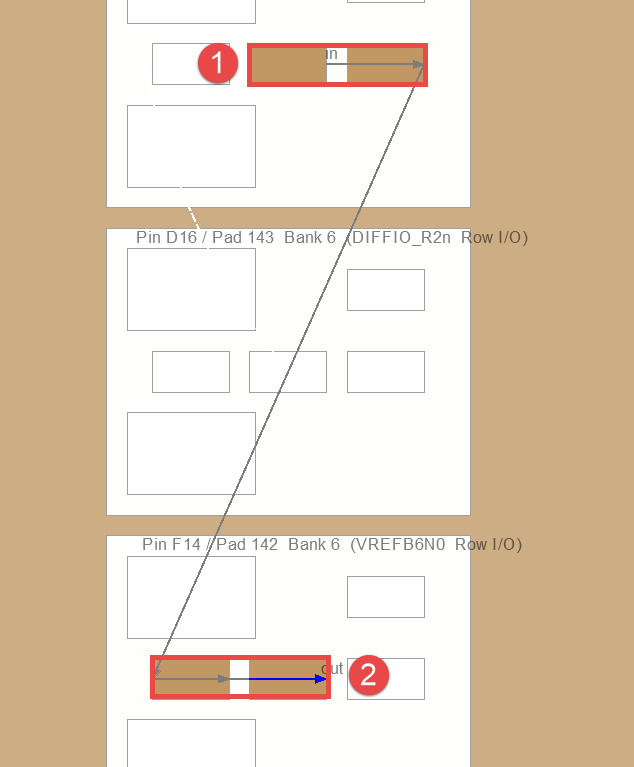 in
1
Pin D16 / Pad 143 Bank 6 (DIFFIO_R2n Row I/O)
Pin F14 / Pad 142 Bank 6 (VREFB6N0 Row I/O)
out
2